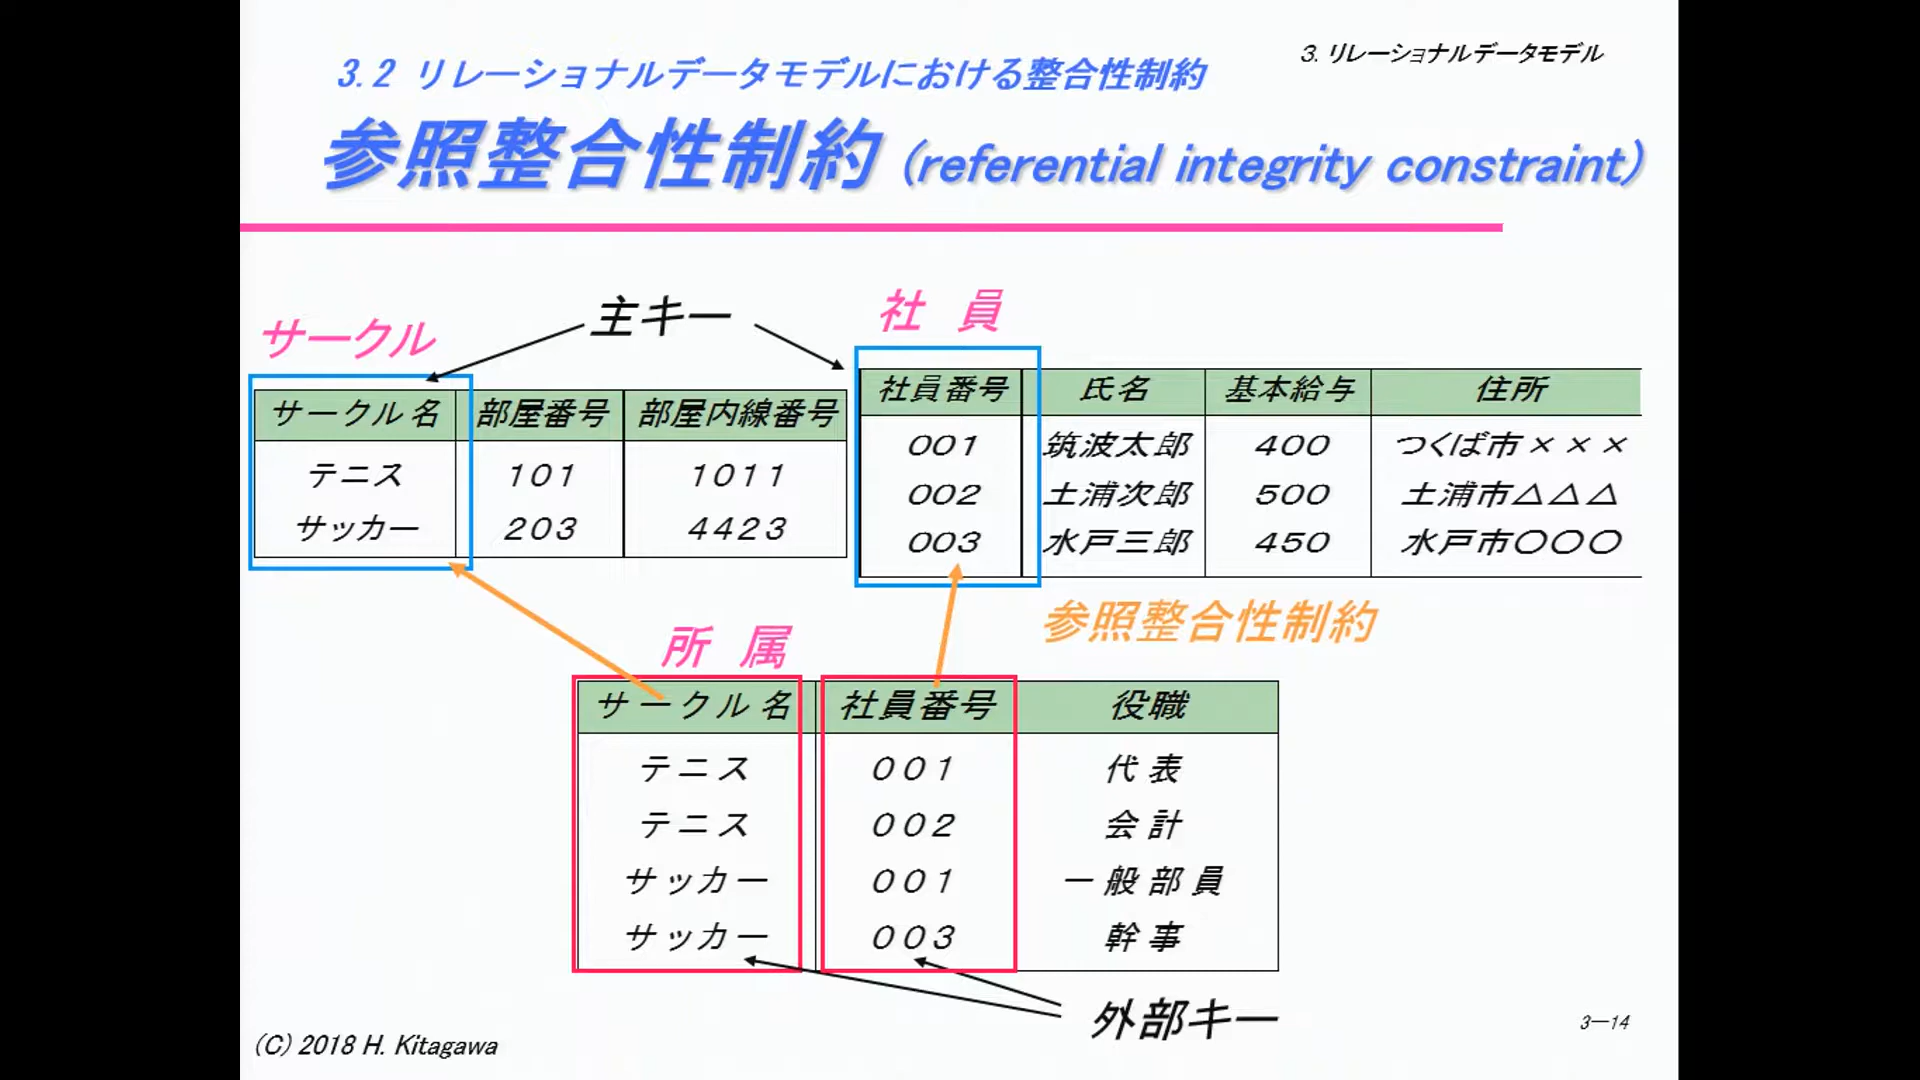 3. リレーショナルデータモデル
3.2 リレーショナルデータモデルにおける整合性制約
参照整合性制約 (referential integrity constraint)
主キー
サークル
サークル名 部屋番号 部屋内線番号
テニス 101 1011
サッカー 203 4423
社 員
社員番号 氏名 基本給与 住所
001 筑波太郎 400 つくば市×××
002 土浦次郎 500 土浦市△△△
003 水戸三郎 450 水戸市〇〇〇
参照整合性制約
所 属
サークル名 社員番号 役職
テニス 001 代表
テニス 002 会計
サッカー 001 一般部員
サッカー 003 幹事
外部キー
(C) 2018 H. Kitagawa
3―14